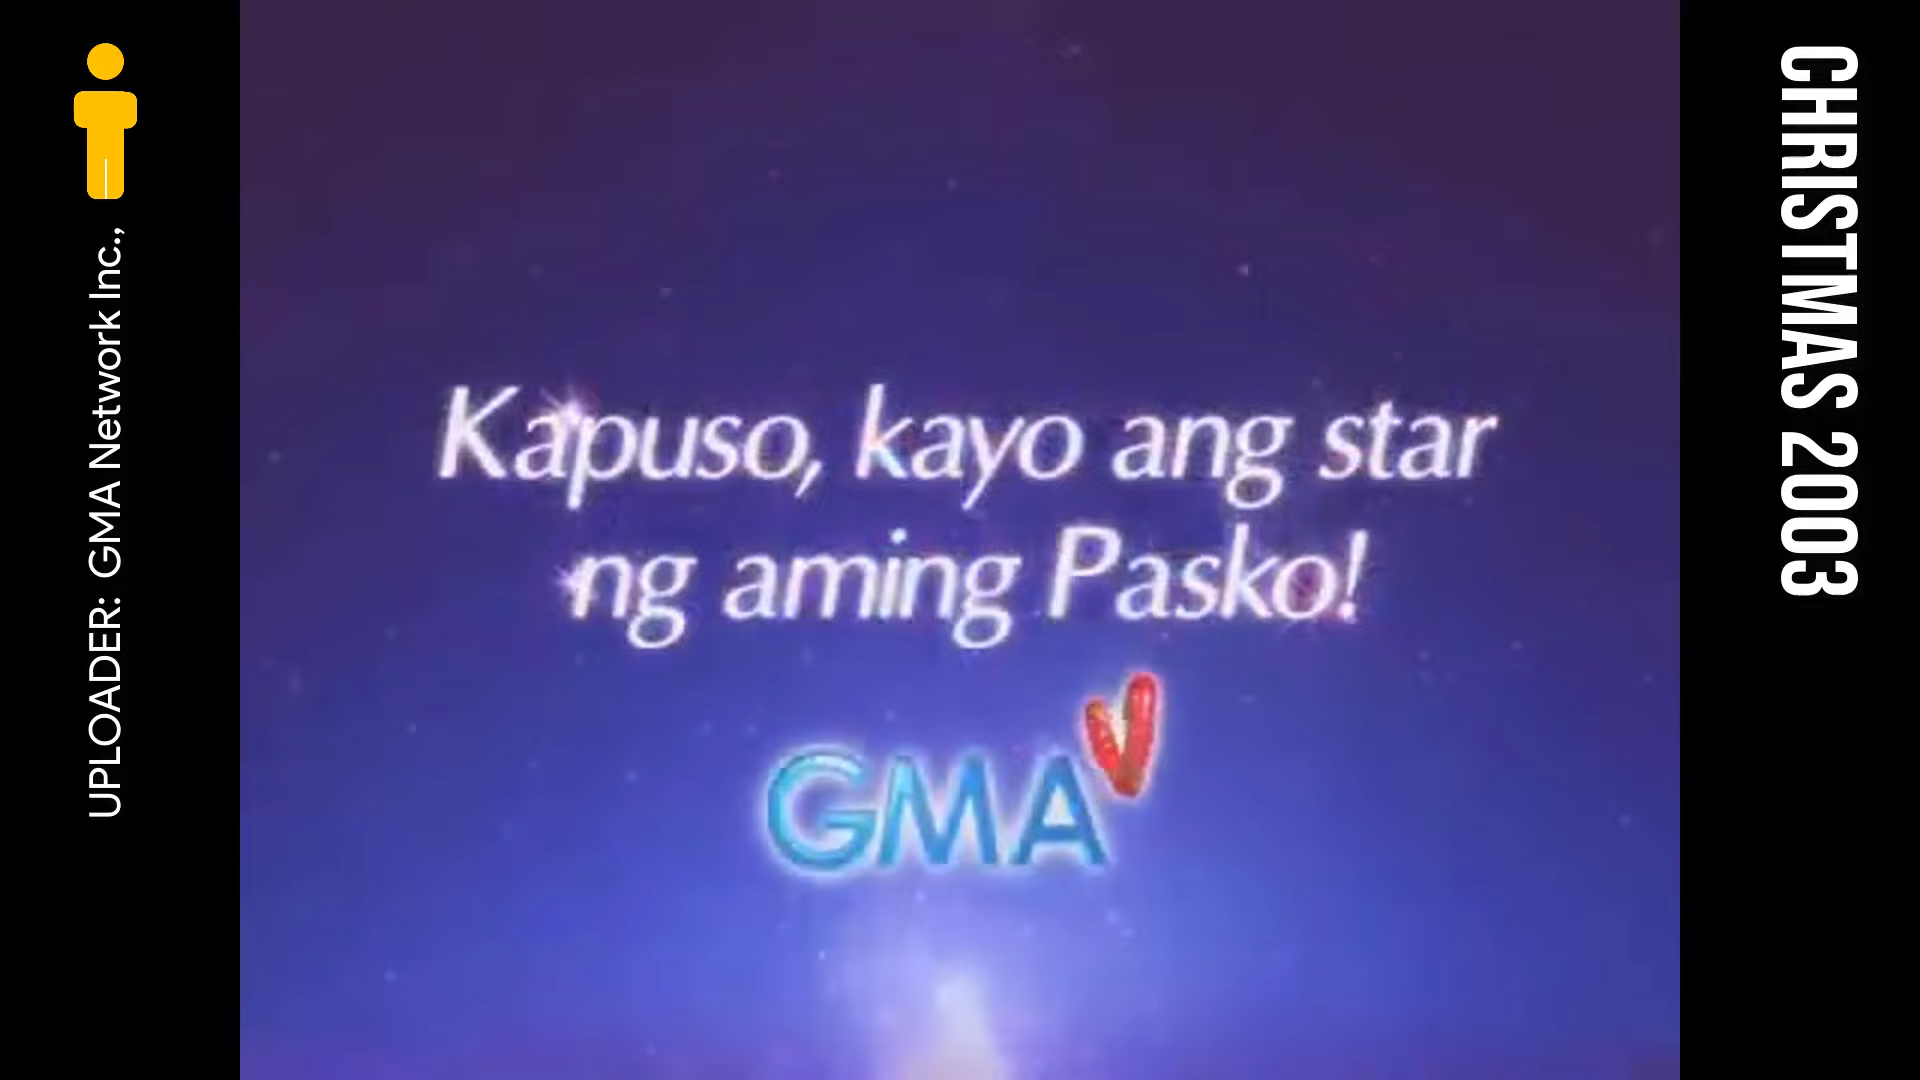 UPLOADER: GMA Network Inc.,
Kapuso, kayo ang star
ng aming Pasko!
GMA
CHRISTMAS 2003